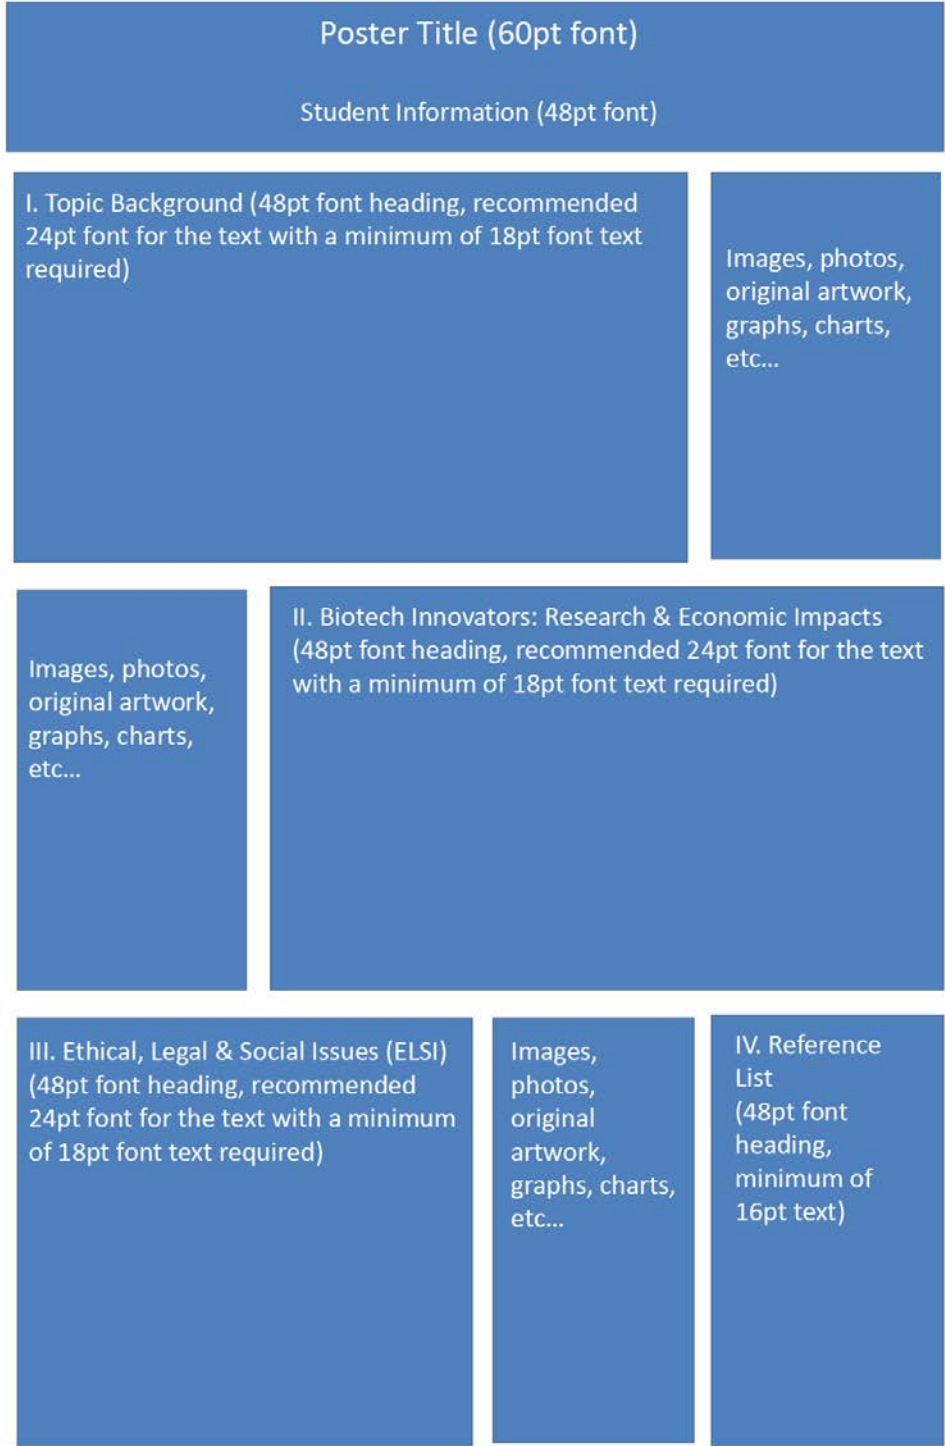 Poster Title (60pt font)
Student Information (48pt font)
I. Topic Background (48pt font heading, recommended
24pt font for the text with a minimum of 18pt font text
required)
Images, photos,
original artwork,
graphs, charts,
etc...
Images, photos,
original artwork,
graphs, charts,
etc...
II. Biotech Innovators: Research & Economic Impacts
(48pt font heading, recommended 24pt font for the text
with a minimum of 18pt font text required)
III. Ethical, Legal & Social Issues (ELSI)
(48pt font heading, recommended
24pt font for the text with a minimum
of 18pt font text required)
Images,
photos,
original
artwork,
graphs, charts,
etc...
IV. Reference
List
(48pt font
heading,
minimum of
16pt text)